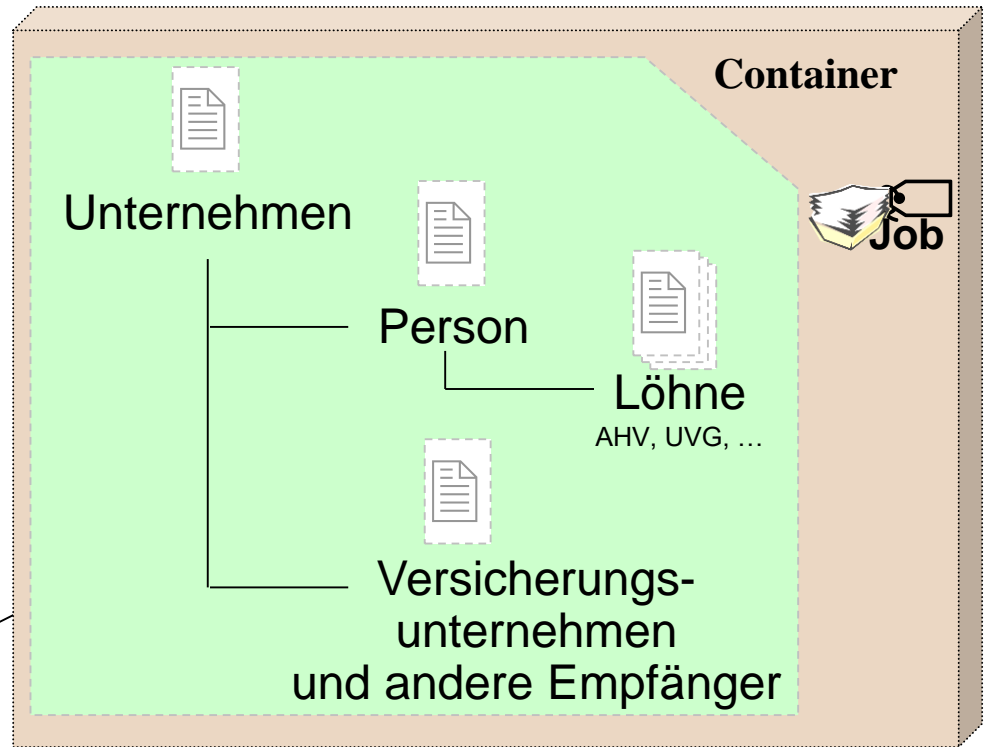 Container
Unternehmen
Job
Person
Löhne
AHV, UVG, …
Versicherungs-
unternehmen
und andere Empfänger